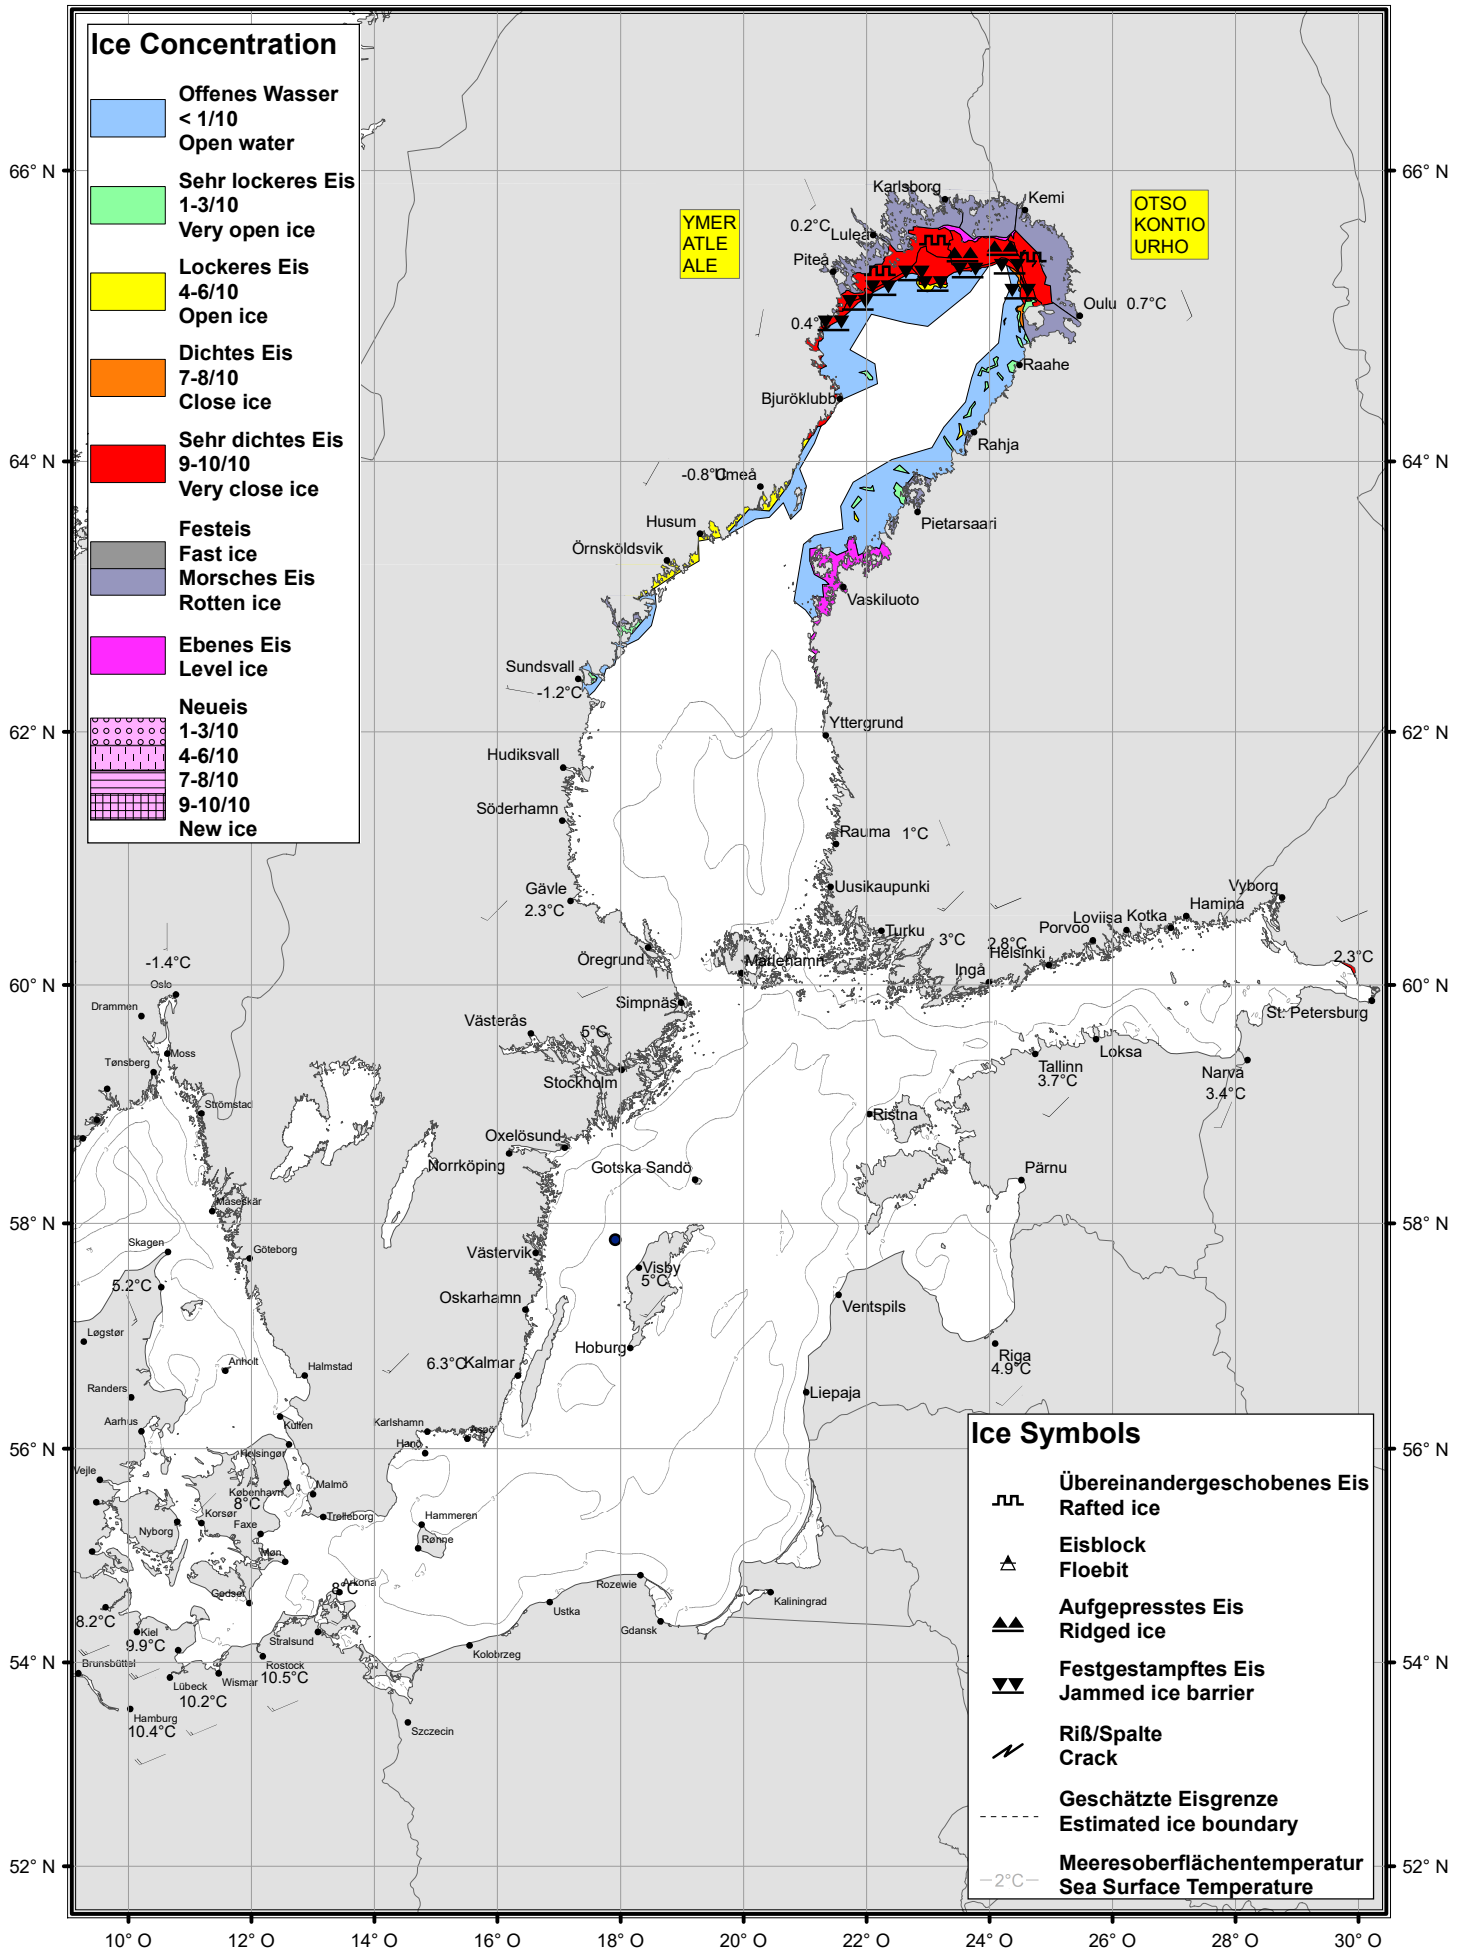 Ice Concentration
Offenes Wasser
< 1/10
Open water
Sehr lockeres Eis
1-3/10
Very open ice
Lockeres Eis
4-6/10
Open ice
Dichtes Eis
7-8/10
Close ice
Sehr dichtes Eis
9-10/10
Very close ice
Festeis
Fast ice
Morsches Eis
Rotten ice
Ebenes Eis
Level ice
Neueis
1-3/10
4-6/10
7-8/10
9-10/10
New ice
66° N
66° N
64° N
64° N
62° N
62° N
60° N
60° N
58° N
58° N
56° N
56° N
54° N
54° N
52° N
52° N
YMER
ATLE
ALE
OTSO
KONTIO
URHO
Karlsborg
Kemi
0.2°C
Luleå
Piteå
Oulu 0.7°C
0.4°
Raahe
Bjuröklubb
Rahja
-0.8°C
Umeå
Pietarsaari
Husum
Örnsköldsvik
Vaskiluoto
Sundsvall
-1.2°C
Yttergrund
Hudiksvall
Söderhamn
Rauma 1°C
Gävle
2.3°C
Uusikaupunki
Vyborg
Hamina
Loviisa
Kotka
Porvoo
Turku
3°C
2.8°C
Helsinki
Ingå
2.3°C
St. Petersburg
Öregrund
Mariehamn
Simpnäs
-1.4°C
Oslo
Drammen
Västerås
5°C
Stockholm
Tallinn
3.7°C
Loksa
Narva
3.4°C
Moss
Tønsberg
Strömstad
Ristna
Oxelösund
Norrköping
Gotska Sandö
Pärnu
Måseskär
Skagen
Göteborg
Västervik
Visby
5°C
5.2°C
Oskarhamn
Ventspils
Løgstør
Hoburg
Riga
4.9°C
Anholt
Halmstad
6.3°C
Kalmar
Randers
Liepaja
Aarhus
Kullen
Karlshamn
Hanö
Aspö
Helsingør
Vejle
København
8°C
Malmö
Korsør
Nyborg
Faxe
Trelleborg
Hammeren
Rønne
Møn
Gedser
Arkona
8°C
Rozewie
Kaliningrad
Ustka
Gdansk
8.2°C
Kiel
9.9°C
Stralsund
Kolobrzeg
Brunsbüttel
Lübeck
Wismar
Rostock
10.5°C
10.2°C
Hamburg
10.4°C
Szczecin
Ice Symbols
Übereinandergeschobenes Eis
Rafted ice
Eisblock
Floebit
Aufgepresstes Eis
Ridged ice
Festgestampftes Eis
Jammed ice barrier
Riß/Spalte
Crack
Geschätzte Eisgrenze
Estimated ice boundary
2°C
Meeresoberflächentemperatur
Sea Surface Temperature
10° O
12° O
14° O
16° O
18° O
20° O
22° O
24° O
26° O
28° O
30° O